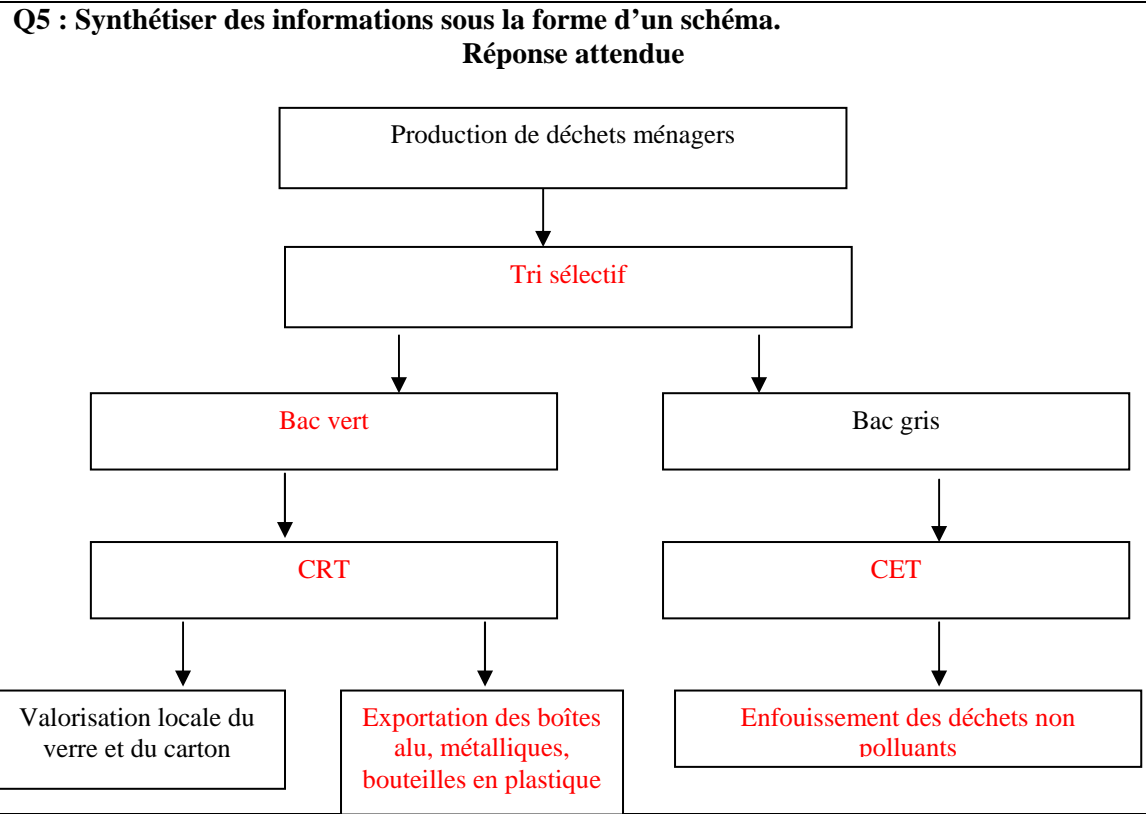 Q5 : Synthétiser des informations sous la forme d’un schéma.
Réponse attendue
Production de déchets ménagers
Tri sélectif
Bac vert
Bac gris
CRT
CET
Valorisation locale du
verre et du carton
Exportation des boîtes
alu, métalliques,
bouteilles en plastique
Enfouissement des déchets non
polluants